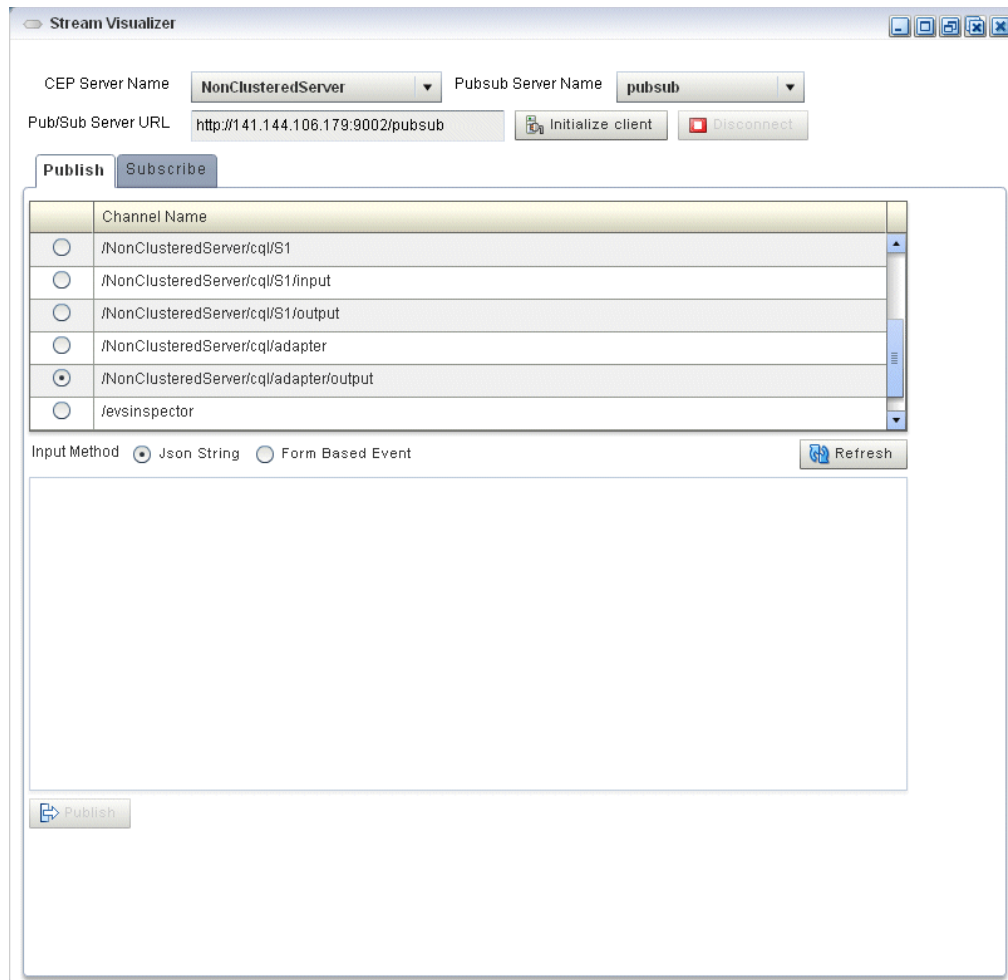 Stream Visualizer
CEP Server Name NonClusteredServer Pubsub Server Name pubsub
Pub/Sub Server URL http://141.144.106.179:9002/pubsub Initialize client Disconnect
Publish Subscribe
Channel Name
/NonClusteredServer/cql/S1
/NonClusteredServer/cql/S1/input
/NonClusteredServer/cql/S1/output
/NonClusteredServer/cql/adapter
/NonClusteredServer/cql/adapter/output
/evsinspector
Input Method Json String Form Based Event Refresh
Publish